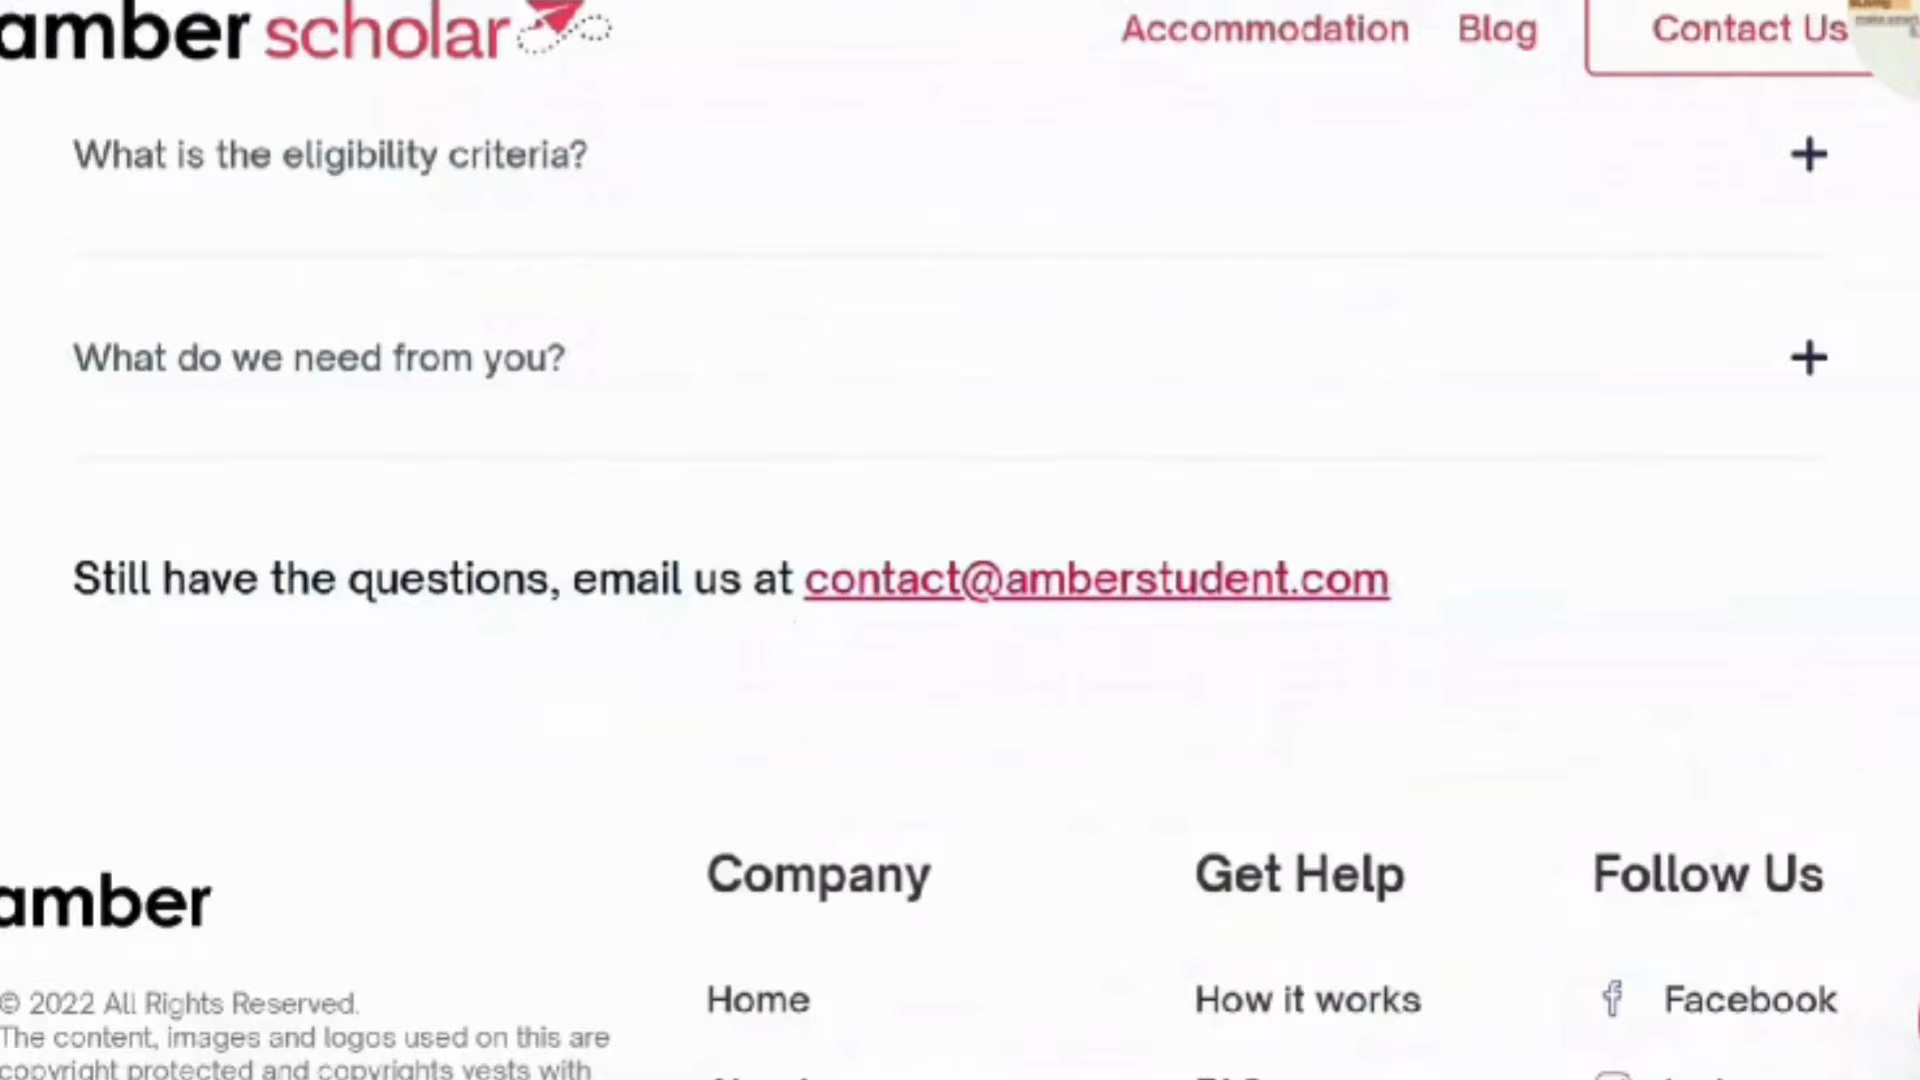 amber scholar
Accommodation Blog Contact Us
What is the eligibility criteria?
What do we need from you?
Still have the questions, email us at contact@amberstudent.com
amber
© 2022 All Rights Reserved.
The content, images and logos used on this are
copyright protected and copyrights vests with
Company
Home
Get Help
How it works
Follow Us
Facebook